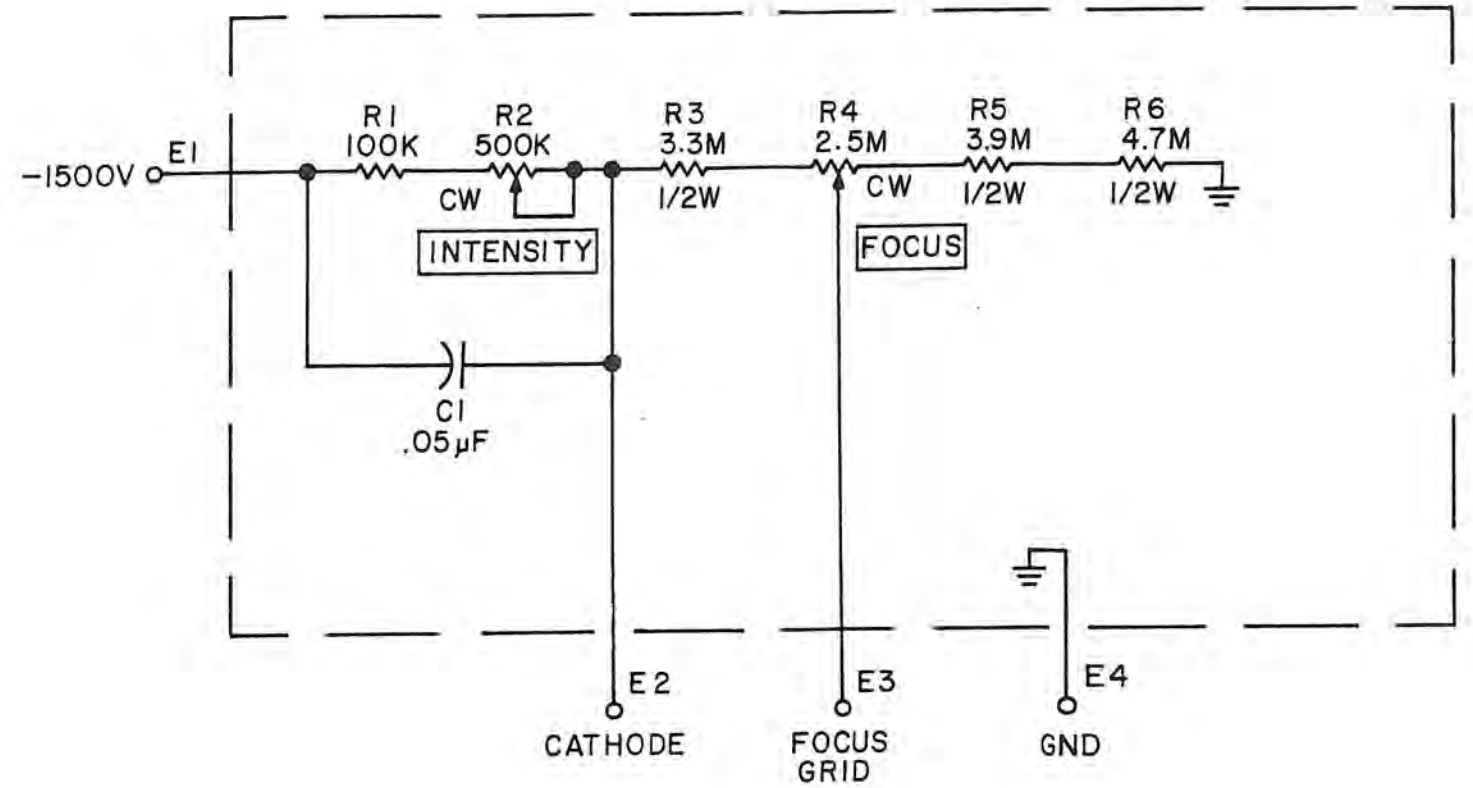 R1
100K
R2
500K
R3
3.3M
R4
2.5M
R5
3.9M
R6
4.7M
-1500V
E1
CW
1/2W
CW
1/2W
1/2W
INTENSITY
FOCUS
C1
.05µF
E2
E3
E4
CATHODE
FOCUS
GRID
GND